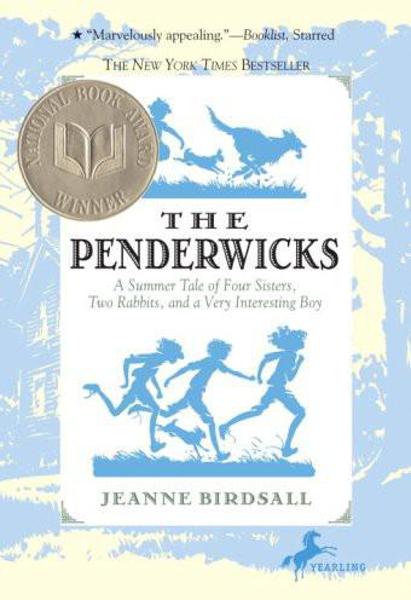 ★ “Marvelously appealing.”—Booklist, Starred
THE NEW YORK TIMES BESTSELLER
NATIONAL BOOK AWARD
WINNER
THE
PENDERWICKS
A Summer Tale of Four Sisters,
Two Rabbits, and a Very Interesting Boy
JEANNE BIRDSALL
YEARLING